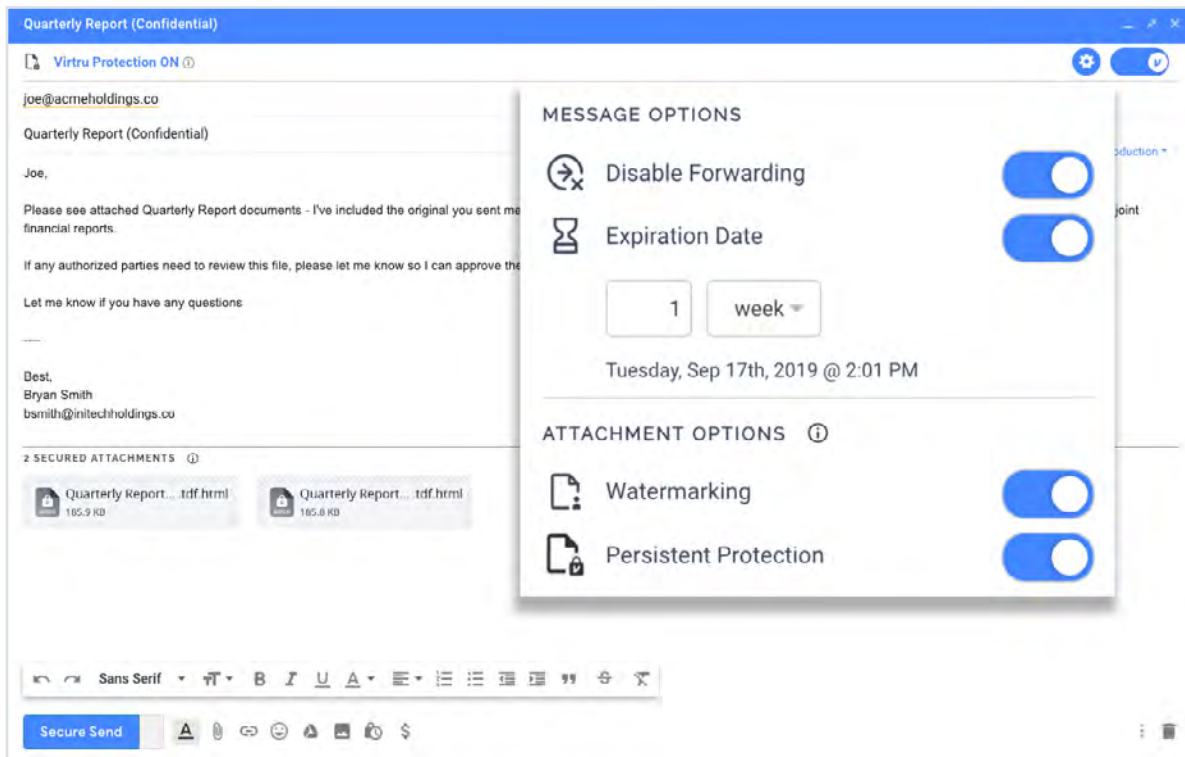 Quarterly Report (Confidential)
Virtru Protection ON
joe@acmeholdings.co
Quarterly Report (Confidential)
Joe,
Please see attached Quarterly Report documents - I've included the original you sent me
joint
financial reports.
If any authorized parties need to review this file, please let me know so I can approve the
Let me know if you have any questions
Best,
Bryan Smith
bsmith@initechholdings.co
2 SECURED ATTACHMENTS
Quarterly Report... .tdf.html
185.9 KB
Quarterly Report... .tdf.html
185.8 KB
MESSAGE OPTIONS
Disable Forwarding
Expiration Date
1 week
Tuesday, Sep 17th, 2019 @ 2:01 PM
ATTACHMENT OPTIONS
Watermarking
Persistent Protection
Sans Serif
Secure Send